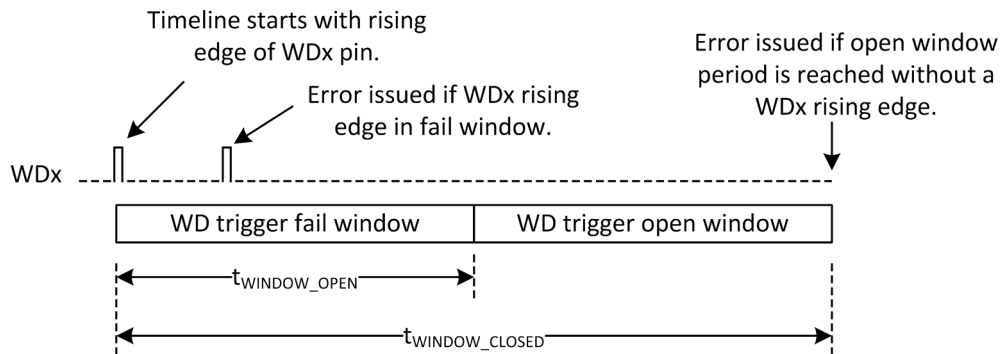 Timeline starts with rising
edge of WDx pin.
Error issued if open window
period is reached without a
WDx rising edge.
Error issued if WDx rising
edge in fail window.
WDx
WD trigger fail window
WD trigger open window
tWINDOW_OPEN
tWINDOW_CLOSED